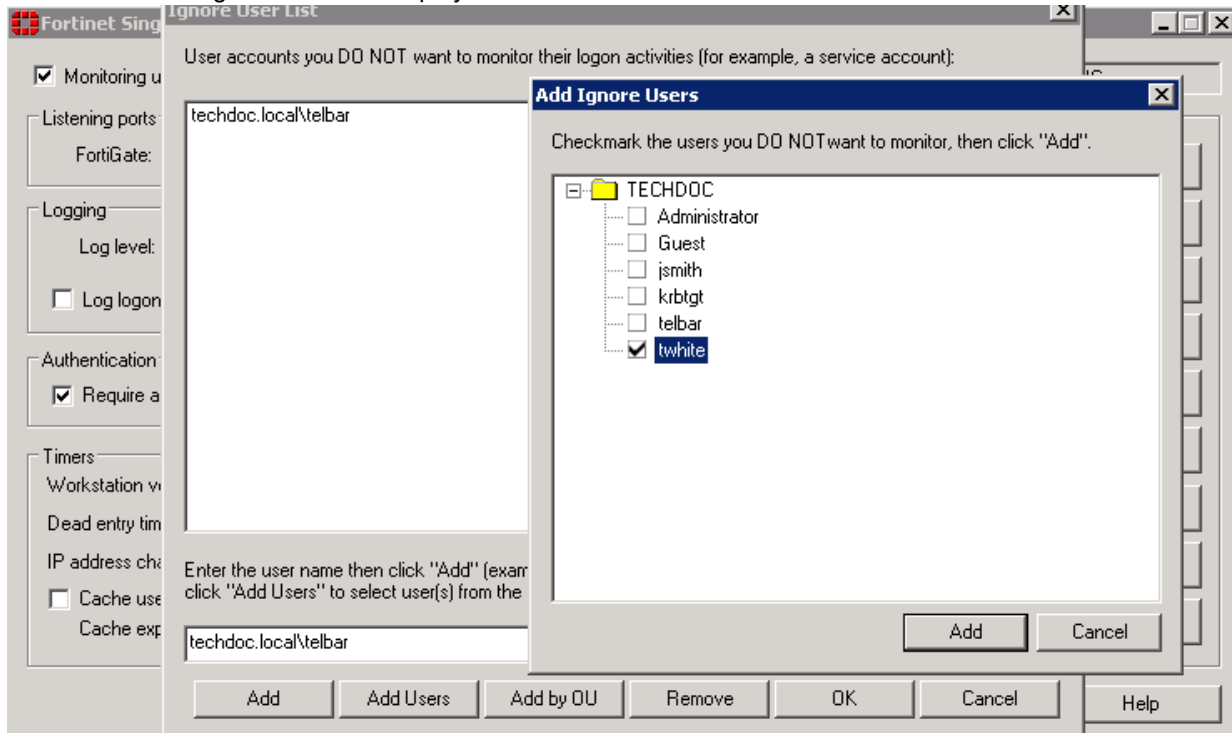 Ignore User List
Fortinet Sing
User accounts you DO NOT want to monitor their logon activities (for example, a service account):
Monitoring u
Add Ignore Users
techdoc.local\telbar
Listening ports
Checkmark the users you DO NOTwant to monitor, then click "Add".
FortiGate:
TECHDOC
Administrator
Logging
Guest
Log level:
jsmith
Log logon
krbtgt
telbar
twhite
Authentication
Require a
Timers
Workstation v
Dead entry tim
IP address cha
Enter the user name then click "Add" (exam
Cache use
click "Add Users" to select user(s) from the
Cache exp
techdoc.local\telbar
Add
Cancel
Add
Add Users
Add by OU
Remove
OK
Cancel
Help